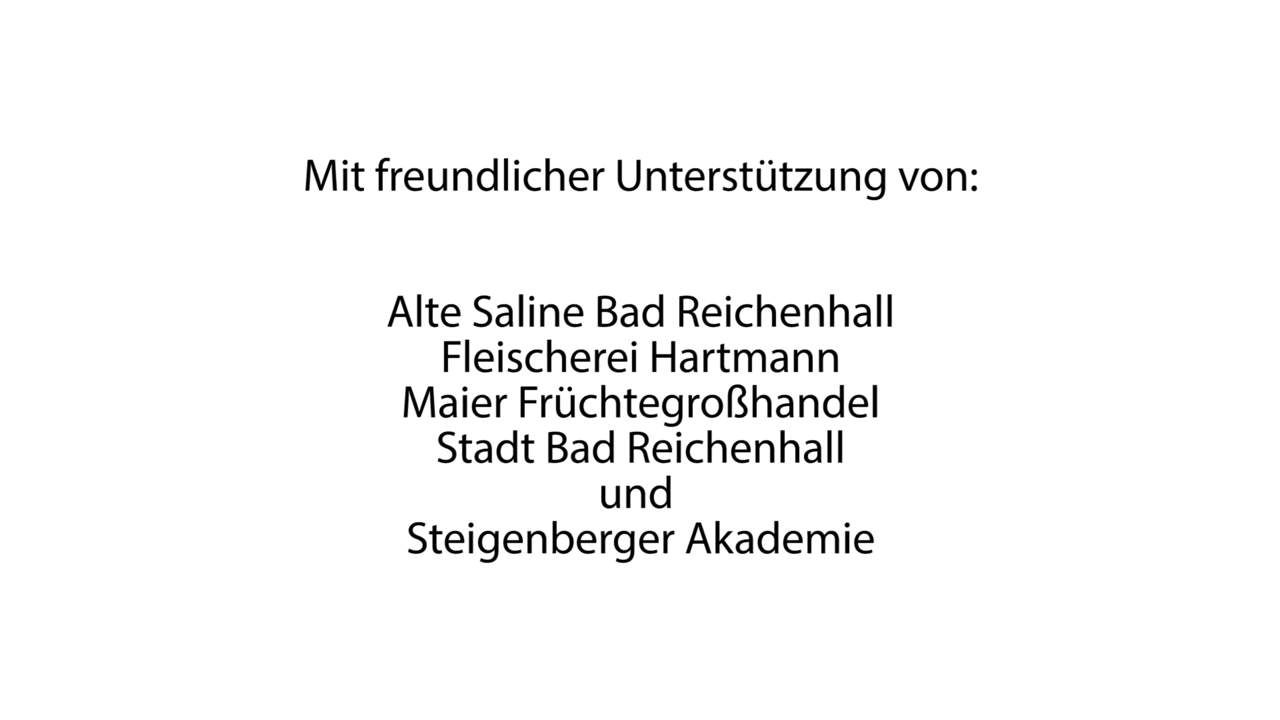 Mit freundlicher Unterstützung von:
Alte Saline Bad Reichenhall
Fleischerei Hartmann
Maier Früchtegroßhandel
Stadt Bad Reichenhall
und
Steigenberger Akademie